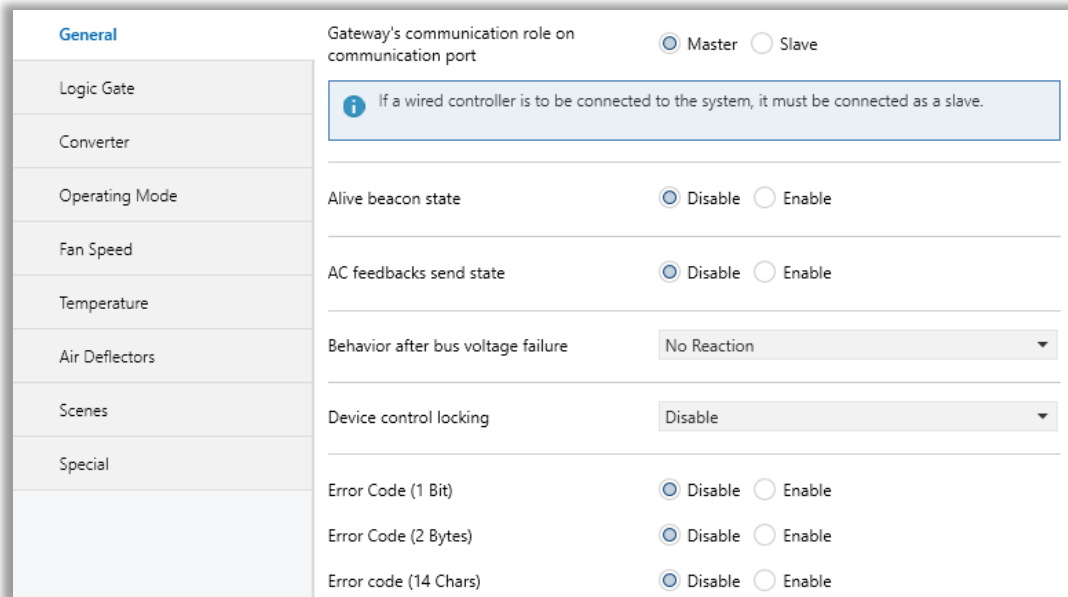 General
Logic Gate
Converter
Operating Mode
Fan Speed
Temperature
Air Deflectors
Scenes
Special
Gateway's communication role on
communication port
Master Slave
If a wired controller is to be connected to the system, it must be connected as a slave.
Alive beacon state Disable Enable
AC feedbacks send state Disable Enable
Behavior after bus voltage failure No Reaction
Device control locking Disable
Error Code (1 Bit) Disable Enable
Error Code (2 Bytes) Disable Enable
Error code (14 Chars) Disable Enable